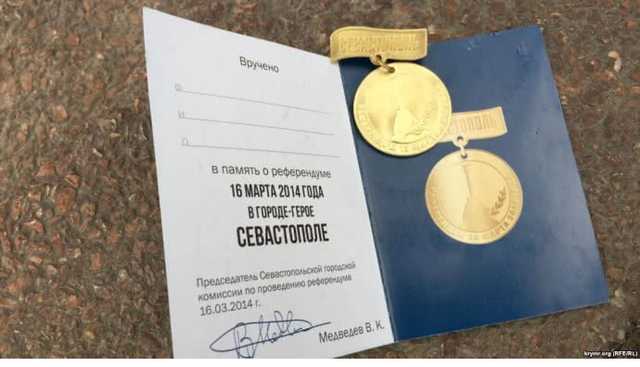 Вручено
в память о референдуме
16 МАРТА 2014 ГОДА
В ГОРОДЕ-ГЕРОЕ
СЕВАСТОПОЛЕ
Председатель Севастопольской городской
комиссии по проведению референдума
16.03.2014 г.
Медведев В. К.
СЕВАСТОПОЛЬ
krymr.org (RFE/RL)